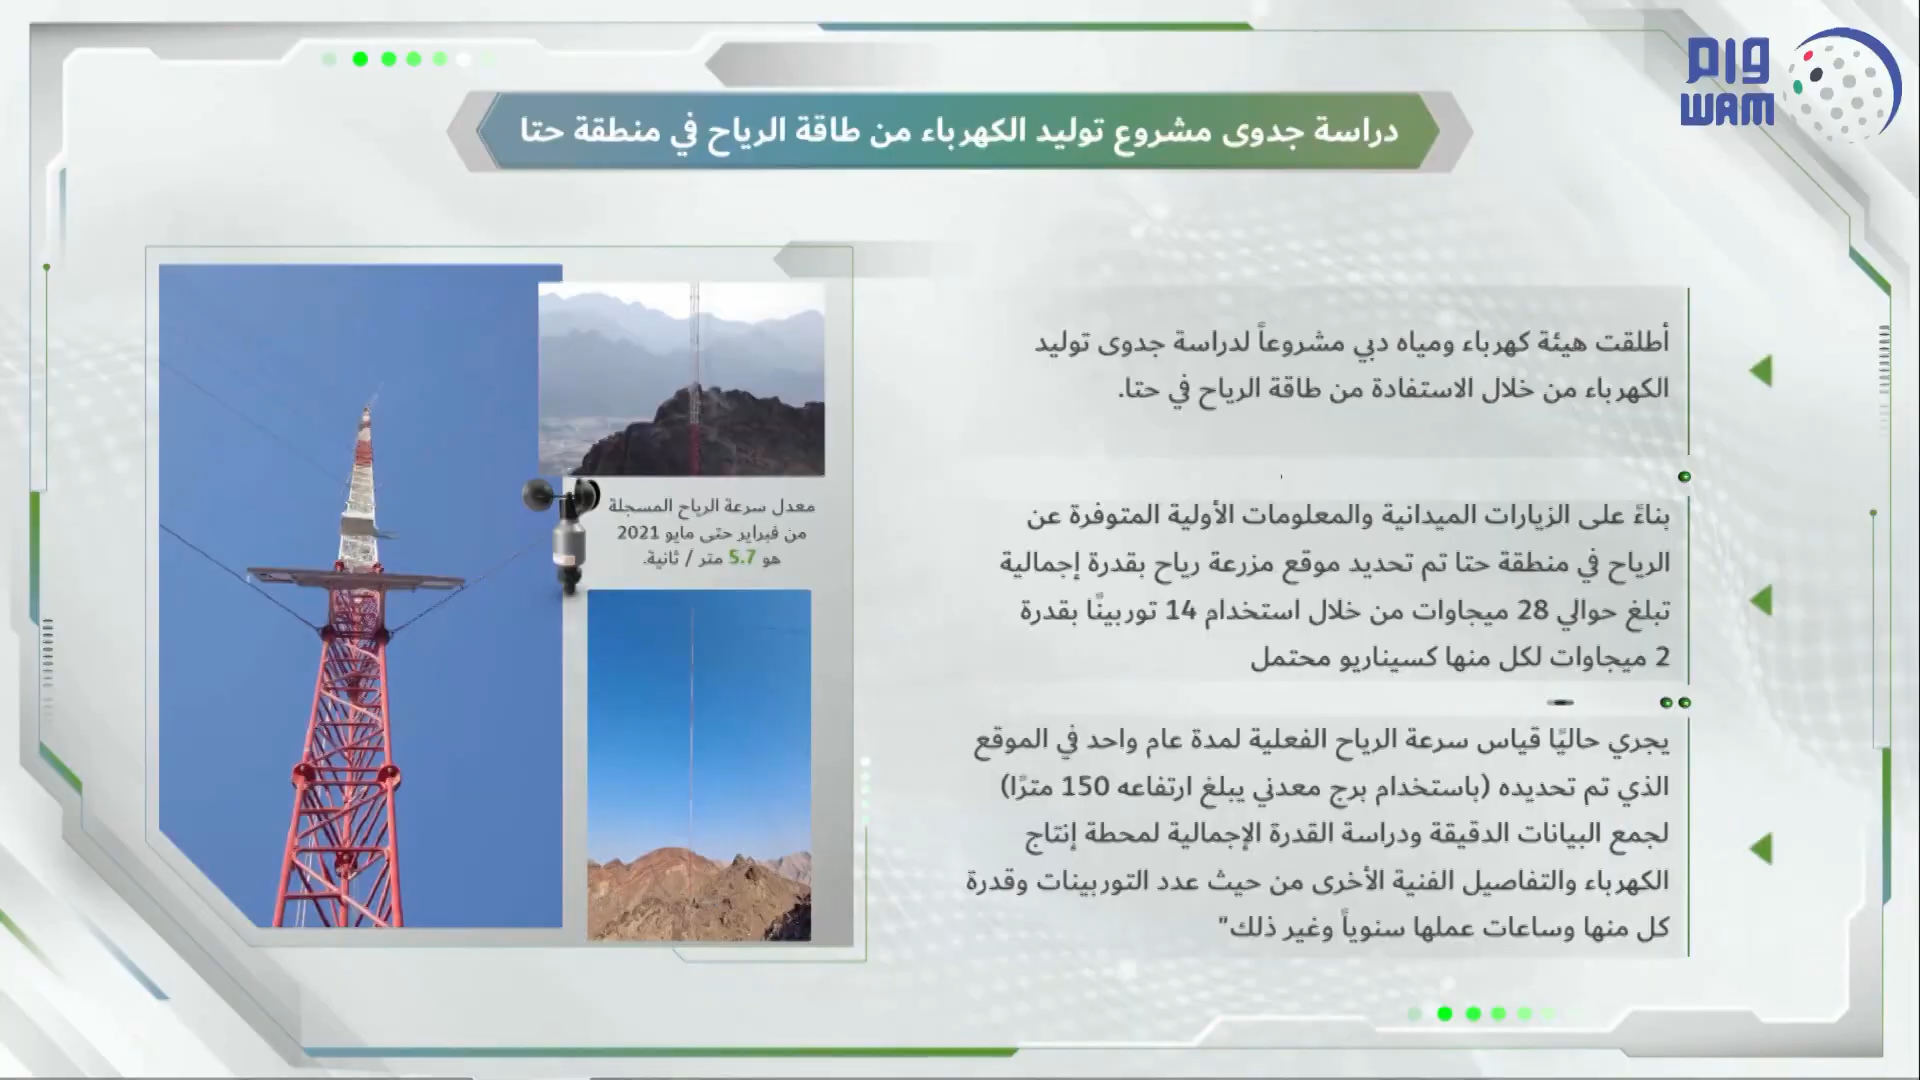 وام
WAM
دراسة جدوى مشروع توليد الكهرباء من طاقة الرياح في منطقة حتا
أطلقت هيئة كهرباء ومياه دبي مشروعاً لدراسة جدوى توليد
الكهرباء من خلال الاستفادة من طاقة الرياح في حتا.
بناءً على الزيارات الميدانية والمعلومات الأولية المتوفرة عن
الرياح في منطقة حتا تم تحديد موقع مزرعة رياح بقدرة إجمالية
تبلغ حوالي 28 ميجاوات من خلال استخدام 14 توربينًا بقدرة
2 ميجاوات لكل منها كسيناريو محتمل
يجري حاليًا قياس سرعة الرياح الفعلية لمدة عام واحد في الموقع
الذي تم تحديده (باستخدام برج معدني يبلغ ارتفاعه 150 مترًا)
لجمع البيانات الدقيقة ودراسة القدرة الإجمالية لمحطة إنتاج
الكهرباء والتفاصيل الفنية الأخرى من حيث عدد التوربينات وقدرة
كل منها وساعات عملها سنوياً وغير ذلك"
معدل سرعة الرياح المسجلة
من فبراير حتى مايو 2021
هو 5.7 متر / ثانية.